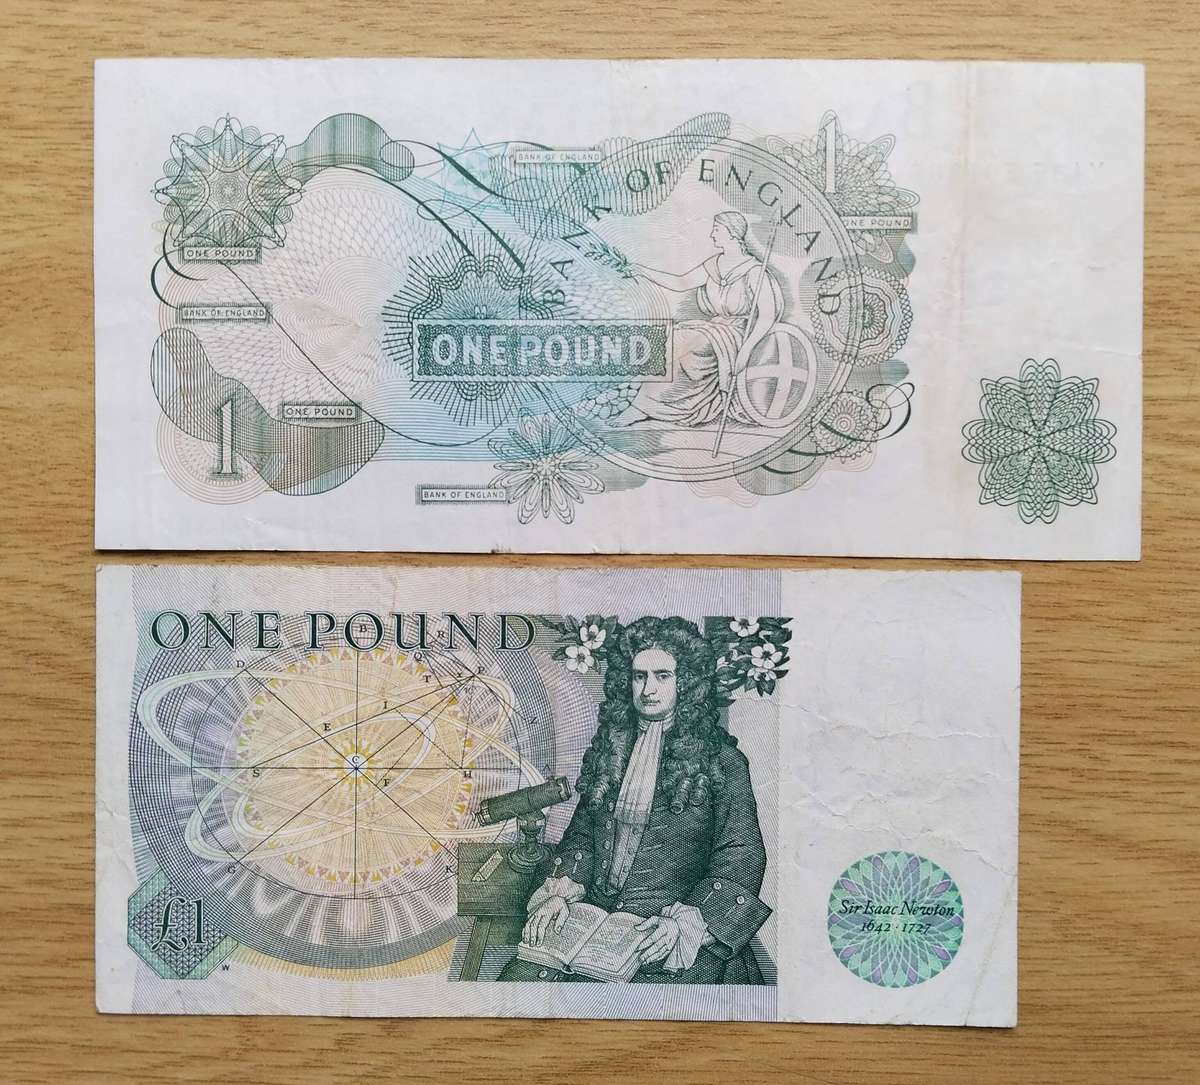 BANK OF ENGLAND
1
BANK OF ENGLAND
ONE POUND
ONE POUND
BANK OF ENGLAND
ONE POUND
1
ONE POUND
BANK OF ENGLAND
ONE POUND
B R
D Q P
T
I
E Z
C
S F H A
G K
£1
W
Sir Isaac Newton
1642 · 1727